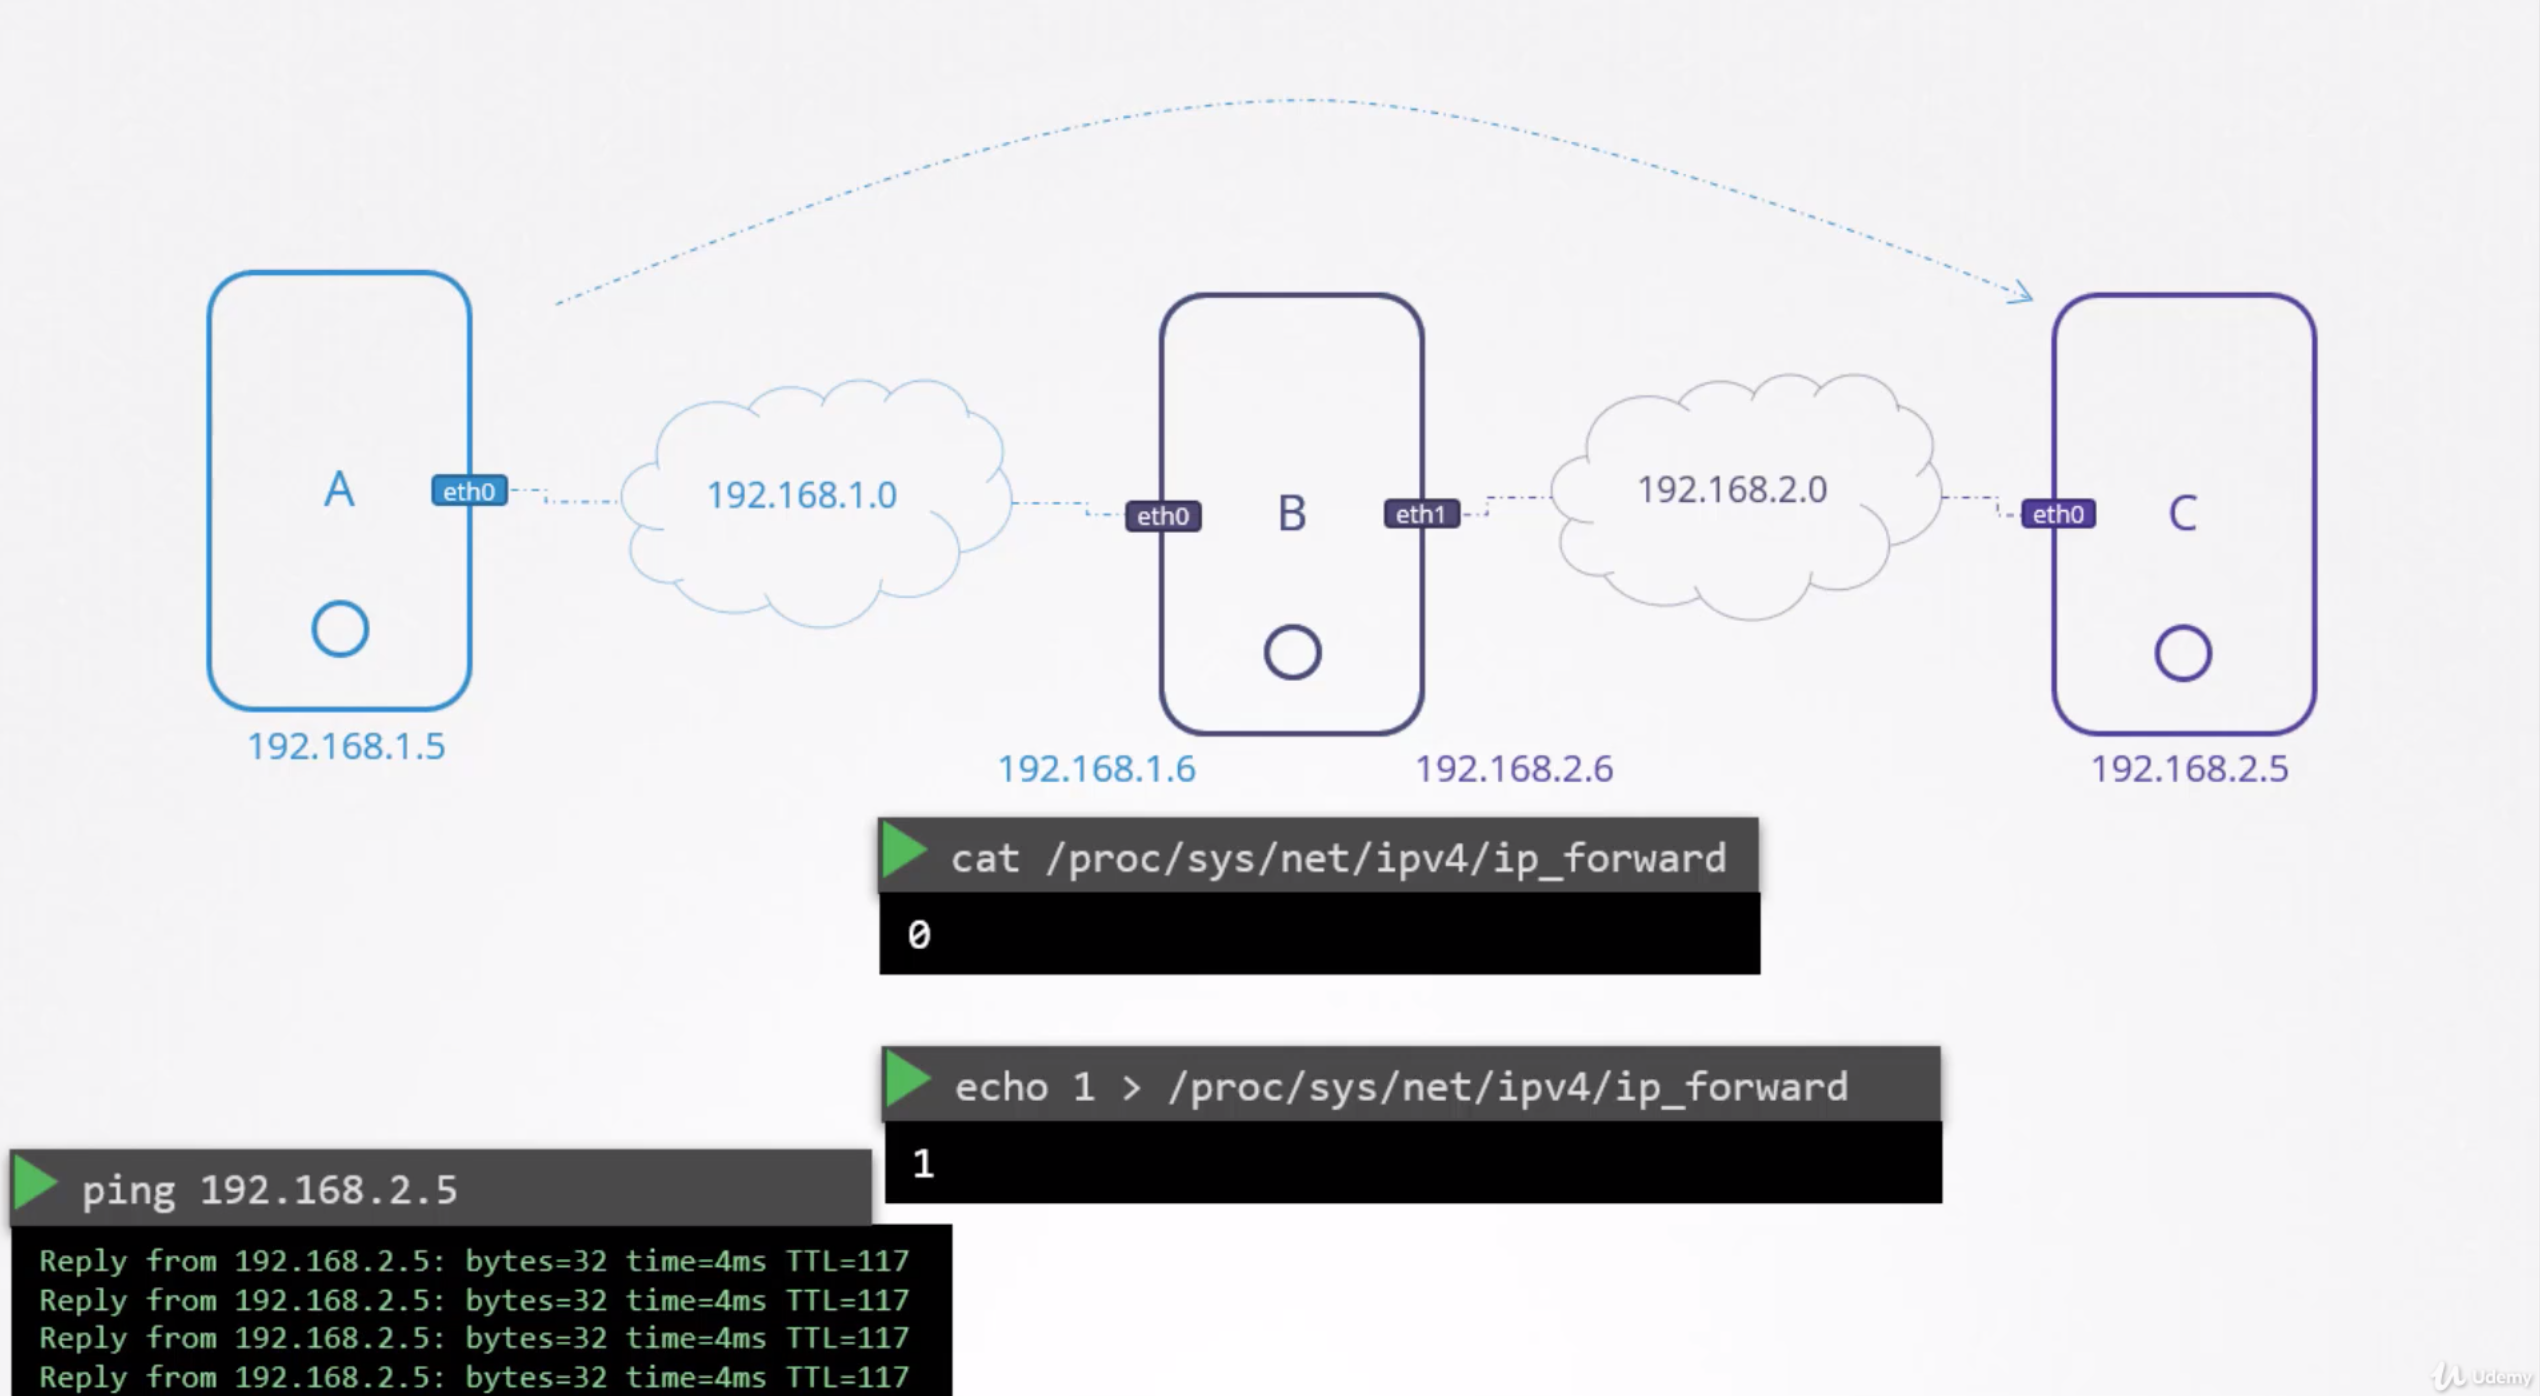 A
eth0
192.168.1.0
eth0
B
eth1
192.168.2.0
eth0
C
192.168.1.5
192.168.1.6
192.168.2.6
192.168.2.5
cat /proc/sys/net/ipv4/ip_forward
0
echo 1 > /proc/sys/net/ipv4/ip_forward
1
ping 192.168.2.5
Reply from 192.168.2.5: bytes=32 time=4ms TTL=117
Reply from 192.168.2.5: bytes=32 time=4ms TTL=117
Reply from 192.168.2.5: bytes=32 time=4ms TTL=117
Reply from 192.168.2.5: bytes=32 time=4ms TTL=117
Udemy